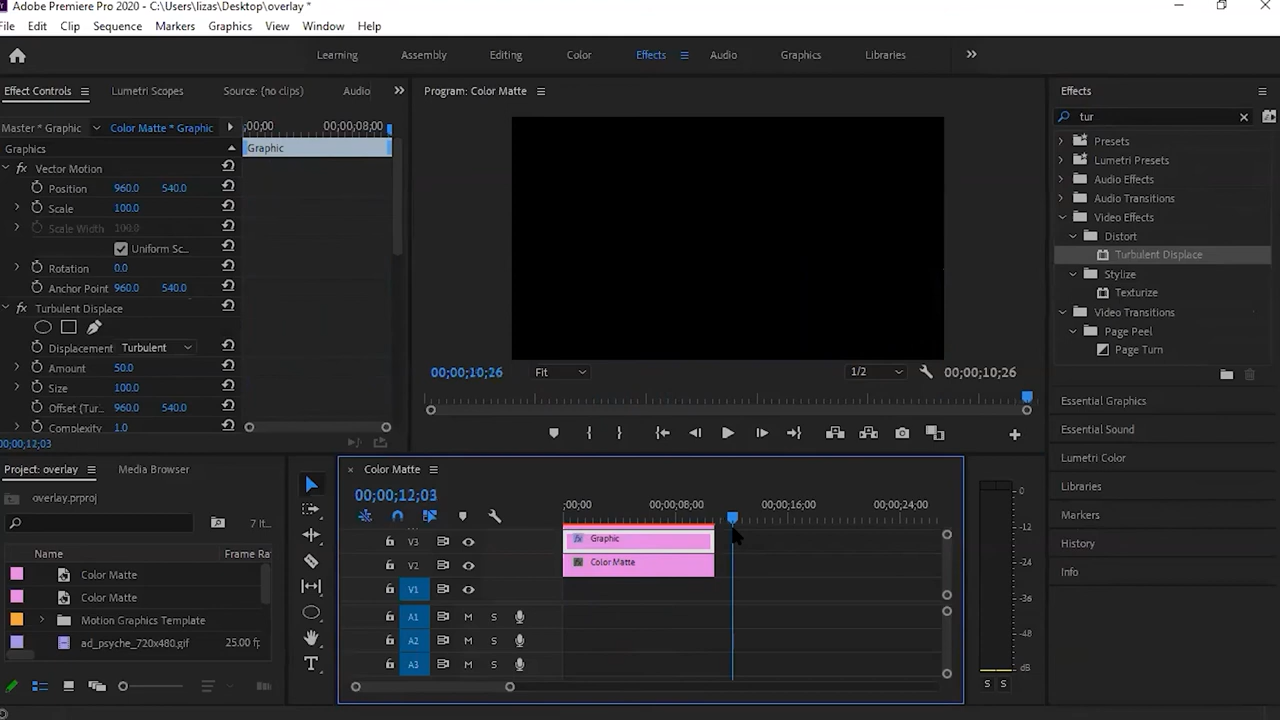 Adobe Premiere Pro 2020 - C:\Users\lizas\Desktop\overlay *
File Edit Clip Sequence Markers Graphics View Window Help
Learning Assembly Editing Color Effects Audio Graphics Libraries
Effect Controls Lumetri Scopes Source: (no clips) Audio
Master * Graphic Color Matte * Graphic ;00;00 00;00;08;00
Graphics Graphic
fx Vector Motion
Position 960.0 540.0
Scale 100.0
Scale Width 100.0
Uniform Sc...
Rotation 0.0
Anchor Point 960.0 540.0
fx Turbulent Displace
Displacement Turbulent
Amount 50.0
Size 100.0
Offset (Tur... 960.0 540.0
Complexity 1.0
00;00;12;03
Program: Color Matte
00;00;10;26 Fit 1/2 00;00;10;26
Effects
tur
Presets
Lumetri Presets
Audio Effects
Audio Transitions
Video Effects
Distort
Turbulent Displace
Stylize
Texturize
Video Transitions
Page Peel
Page Turn
Essential Graphics
Essential Sound
Lumetri Color
Libraries
Markers
History
Info
Project: overlay Media Browser
overlay.prproj
7 It...
Name Frame Ra
Color Matte
Color Matte
Motion Graphics Template
ad_psyche_720x480.gif 25.00 fp
Color Matte
00;00;12;03
;00;00 00;00;08;00 00;00;16;00 00;00;24;00
V3 fx Graphic
V2 fx Color Matte
V1
A1 M S
A2 M S
A3 M S
0
-12
-24
-36
-48
dB
S S